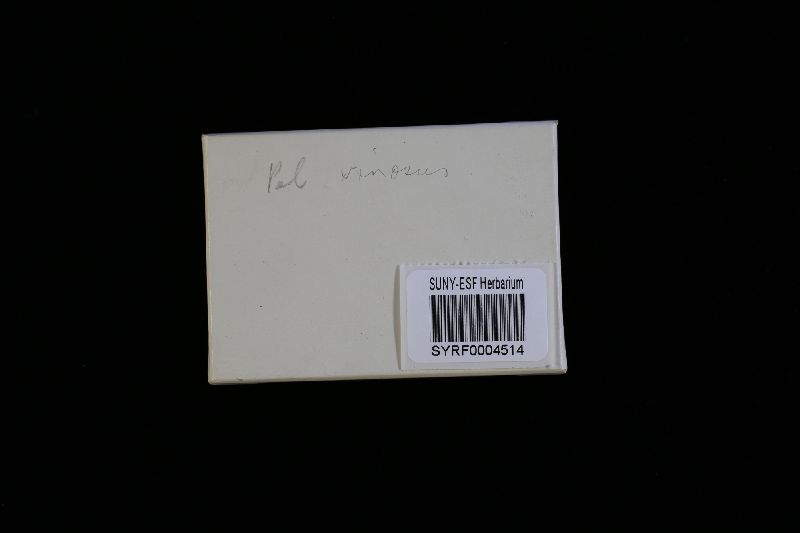 Pol vinosus
SUNY-ESF Herbarium
SYRF0004514